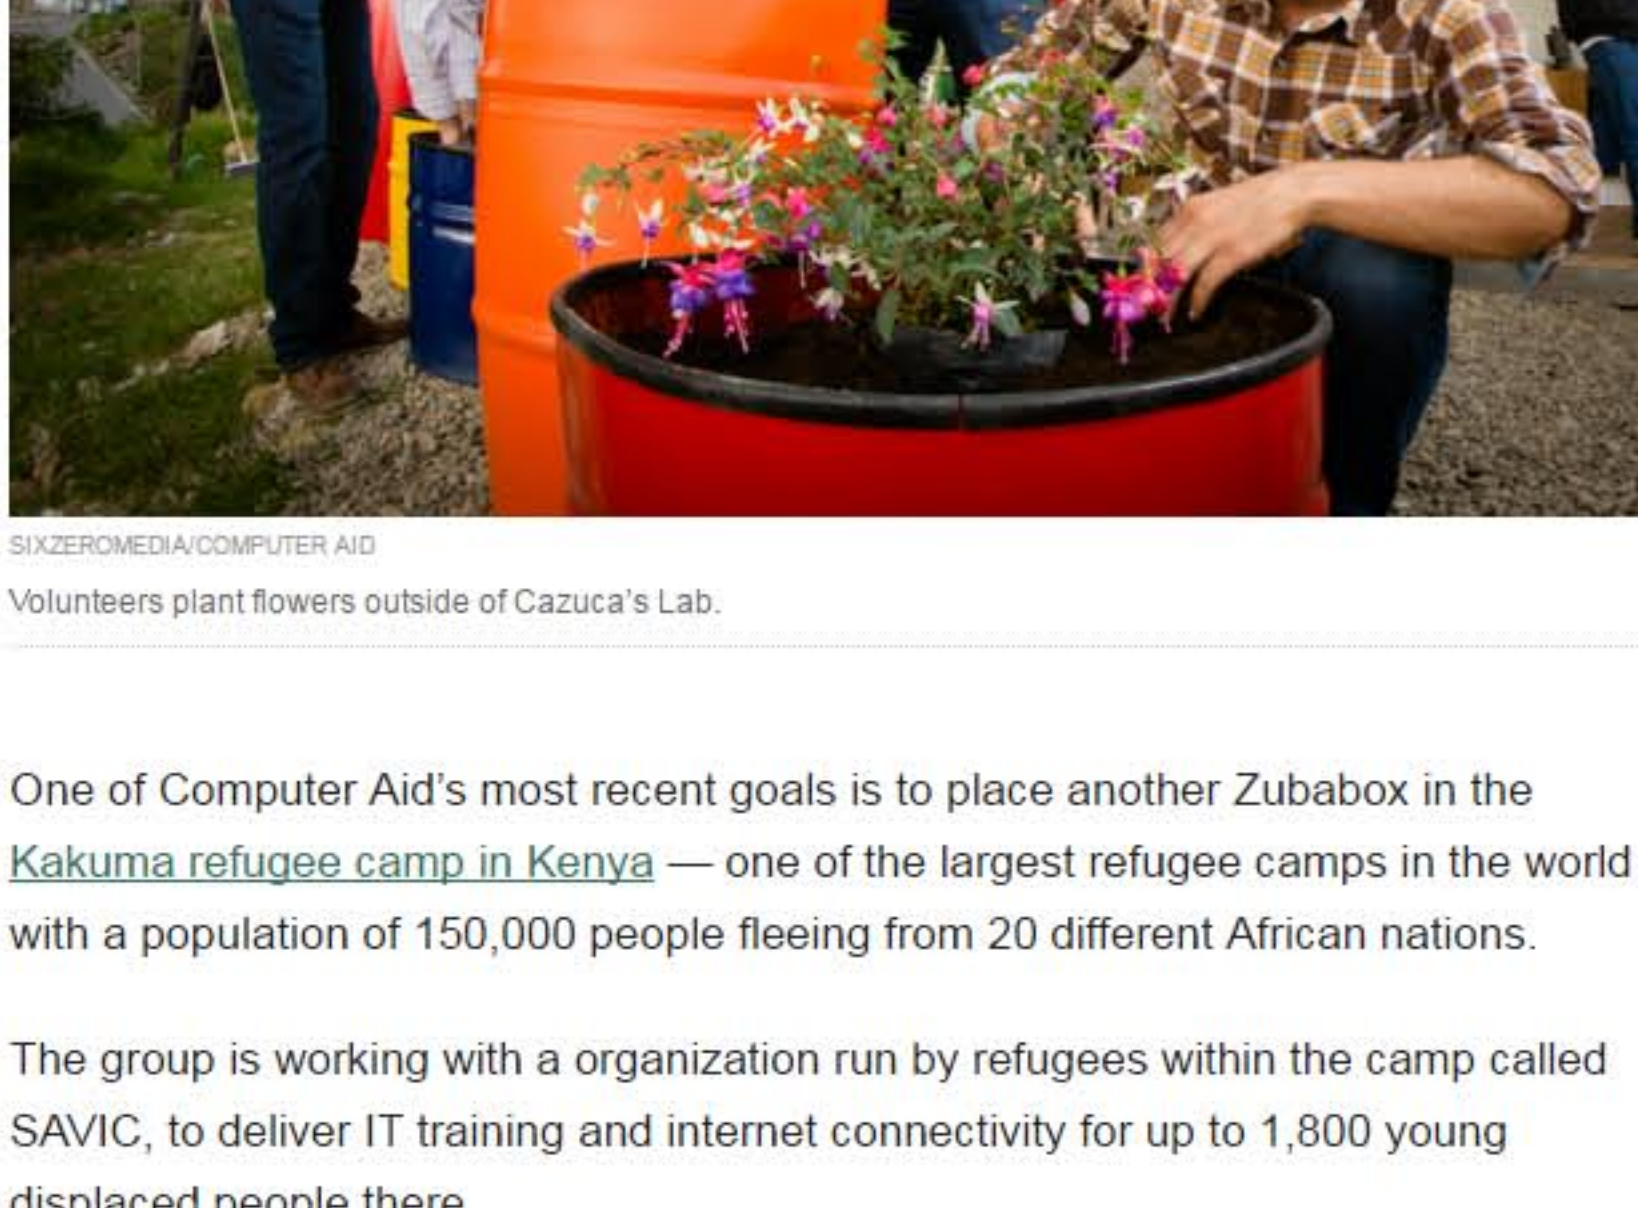 SIXZEROMEDIA/COMPUTER AID
Volunteers plant flowers outside of Cazuca's Lab.
One of Computer Aid's most recent goals is to place another Zubabox in the
Kakuma refugee camp in Kenya — one of the largest refugee camps in the world
with a population of 150,000 people fleeing from 20 different African nations.
The group is working with a organization run by refugees within the camp called
SAVIC, to deliver IT training and internet connectivity for up to 1,800 young
displaced people there